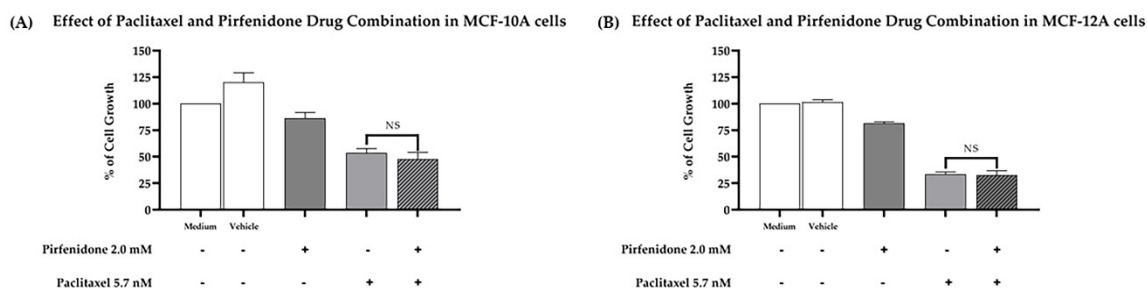 (A) Effect of Paclitaxel and Pirfenidone Drug Combination in MCF-10A cells
150
125
100
75
50
25
0
% of Cell Growth
NS
Medium Vehicle
Pirfenidone 2.0 mM - - + - +
Paclitaxel 5.7 nM - - - + +
(B) Effect of Paclitaxel and Pirfenidone Drug Combination in MCF-12A cells
150
125
100
75
50
25
0
% of Cell Growth
NS
Medium Vehicle
Pirfenidone 2.0 mM - - + - +
Paclitaxel 5.7 nM - - - + +